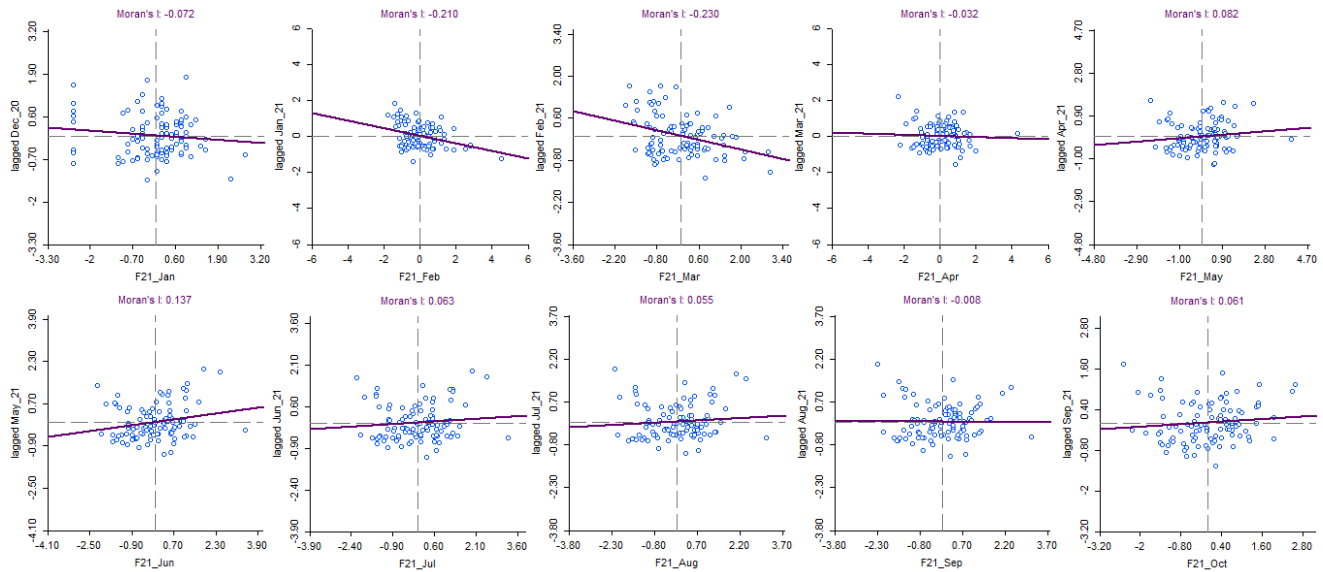 Moran's I: -0.072
lagged Dec_20
3.20
1.90
0.60
-0.70
-2
-3.30
-3.30 -2 -0.70 0.60 1.90 3.20
F21_Jan
Moran's I: -0.210
lagged Jan_21
6
4
2
0
-2
-4
-6
-6 -4 -2 0 2 4 6
F21_Feb
Moran's I: -0.230
lagged Feb_21
3.40
2.00
0.60
-0.80
-2.20
-3.60
-3.60 -2.20 -0.80 0.60 2.00 3.40
F21_Mar
Moran's I: -0.032
lagged Mar_21
6
4
2
0
-2
-4
-6
-6 -4 -2 0 2 4 6
F21_Apr
Moran's I: 0.082
lagged Apr_21
4.70
2.80
0.90
-1.00
-2.90
-4.80
-4.80 -2.90 -1.00 0.90 2.80 4.70
F21_May
Moran's I: 0.137
lagged May_21
3.90
2.30
0.70
-0.90
-2.50
-4.10
-4.10 -2.50 -0.90 0.70 2.30 3.90
F21_Jun
Moran's I: 0.063
lagged Jun_21
3.60
2.10
0.60
-0.90
-2.40
-3.90
-3.90 -2.40 -0.90 0.60 2.10 3.60
F21_Jul
Moran's I: 0.055
lagged Jul_21
3.70
2.20
0.70
-0.80
-2.30
-3.80
-3.80 -2.30 -0.80 0.70 2.20 3.70
F21_Aug
Moran's I: -0.008
lagged Aug_21
3.70
2.20
0.70
-0.80
-2.30
-3.80
-3.80 -2.30 -0.80 0.70 2.20 3.70
F21_Sep
Moran's I: 0.061
lagged Sep_21
2.80
1.60
0.40
-0.80
-2
-3.20
-3.20 -2 -0.80 0.40 1.60 2.80
F21_Oct